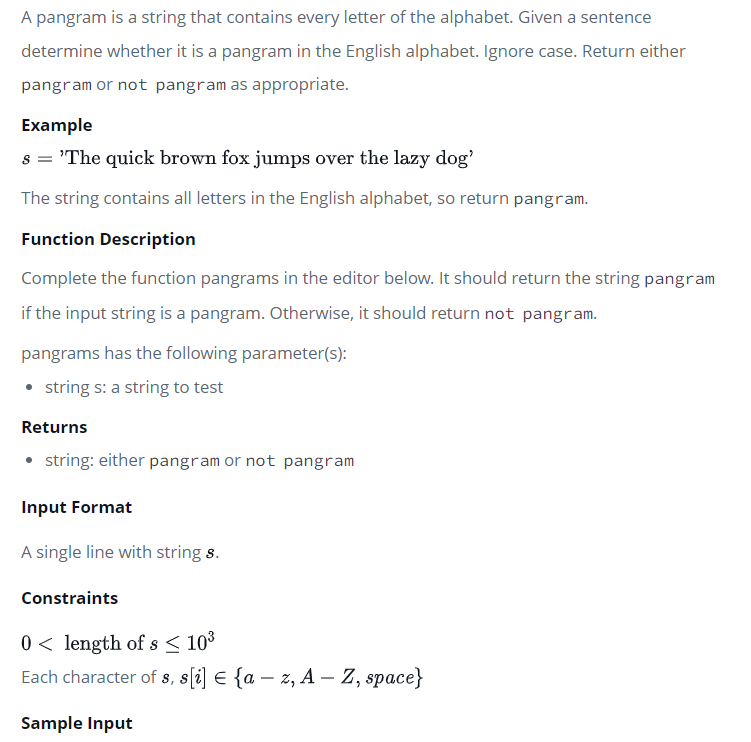 A pangram is a string that contains every letter of the alphabet. Given a sentence
determine whether it is a pangram in the English alphabet. Ignore case. Return either
pangram or not pangram as appropriate.
Example
s = ’The quick brown fox jumps over the lazy dog’
The string contains all letters in the English alphabet, so return pangram.
Function Description
Complete the function pangrams in the editor below. It should return the string pangram
if the input string is a pangram. Otherwise, it should return not pangram.
pangrams has the following parameter(s):
• string s: a string to test
Returns
• string: either pangram or not pangram
Input Format
A single line with string s.
Constraints
0 < length of s ≤ 10³
Each character of s, s[i] ∈ {a − z, A − Z, space}
Sample Input